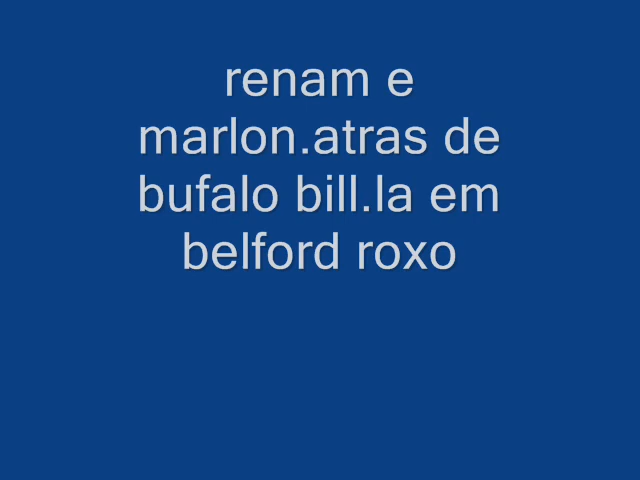 renam e
marlon.atras de
bufalo bill.la em
belford roxo